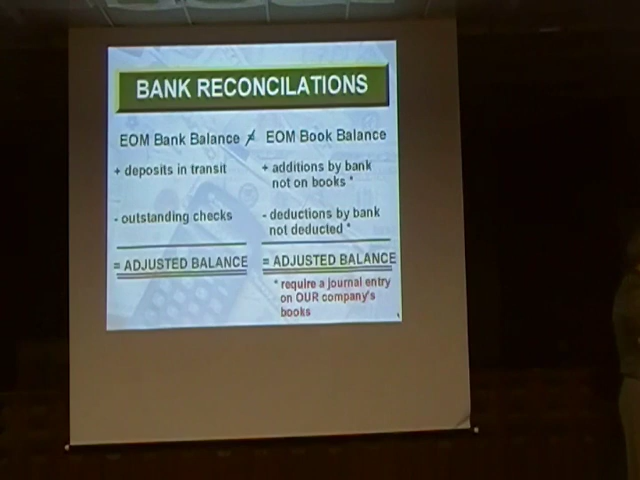 BANK RECONCILATIONS
EOM Bank Balance ≠ EOM Book Balance
+ deposits in transit
- outstanding checks
= ADJUSTED BALANCE
+ additions by bank
not on books *
- deductions by bank
not deducted *
= ADJUSTED BALANCE
* require a journal entry
on OUR company's
books